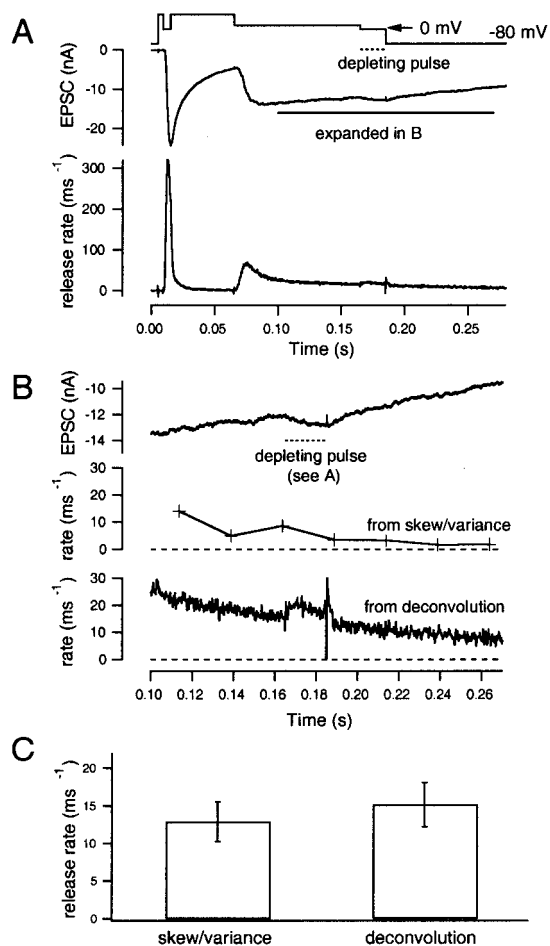 A
0 mV
-80 mV
depleting pulse
EPSC (nA)
0
-10
-20
expanded in B
release rate (ms -1)
300
200
100
0
0.00 0.05 0.10 0.15 0.20 0.25
Time (s)
B
EPSC (nA)
-10
-12
-14
depleting pulse
(see A)
rate (ms -1)
30
20
10
0
from skew/variance
rate (ms -1)
30
20
10
0
from deconvolution
0.10 0.12 0.14 0.16 0.18 0.20 0.22 0.24 0.26
Time (s)
C
release rate (ms -1)
20
15
10
5
0
skew/variance deconvolution